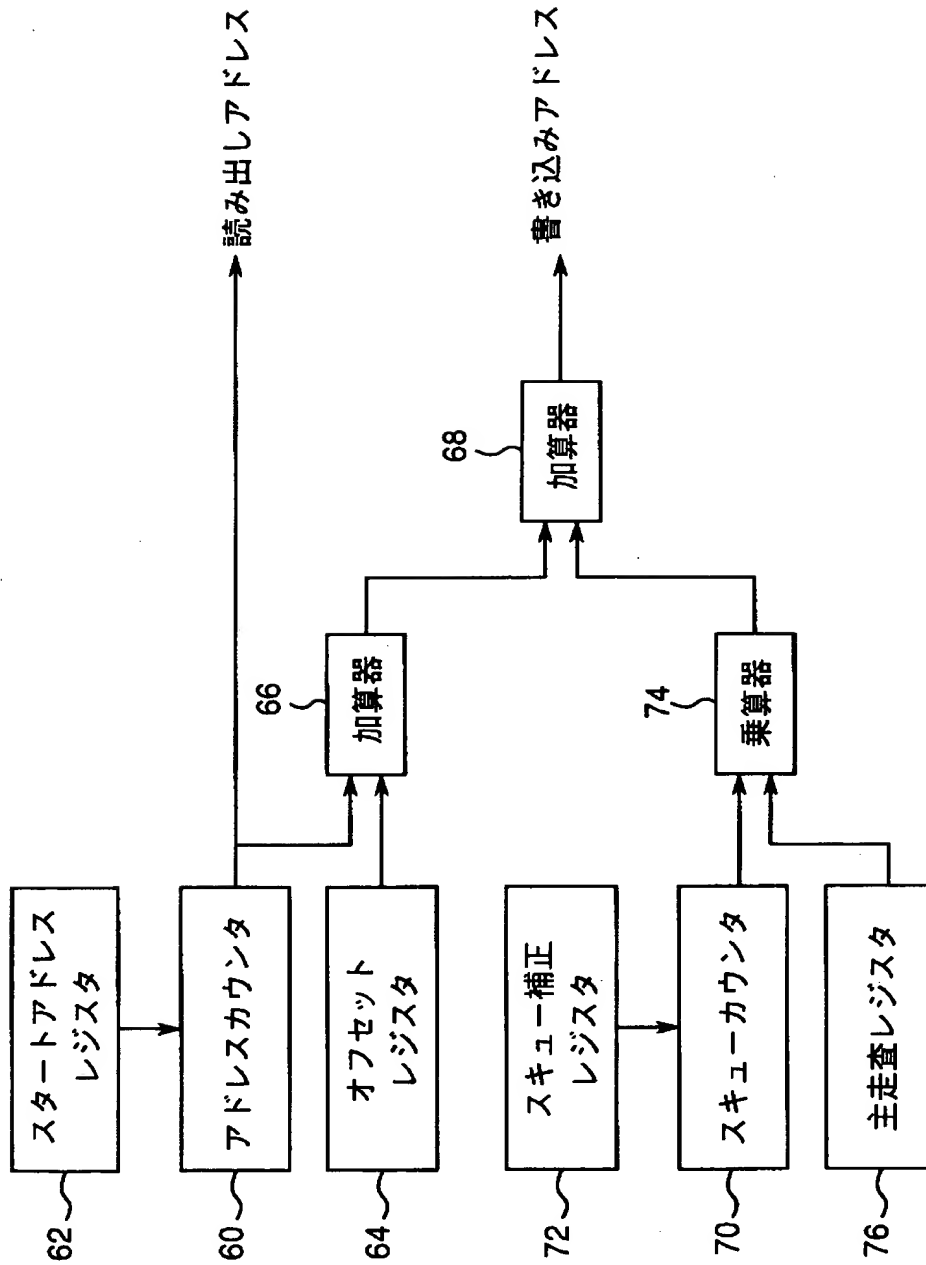 スタートアドレス
レジスタ
62
アドレスカウンタ
60
読み出しアドレス
オフセット
レジスタ
64
加算器
66
加算器
68
書き込みアドレス
スキュー補正
レジスタ
72
スキューカウンタ
70
乗算器
74
主走査レジスタ
76